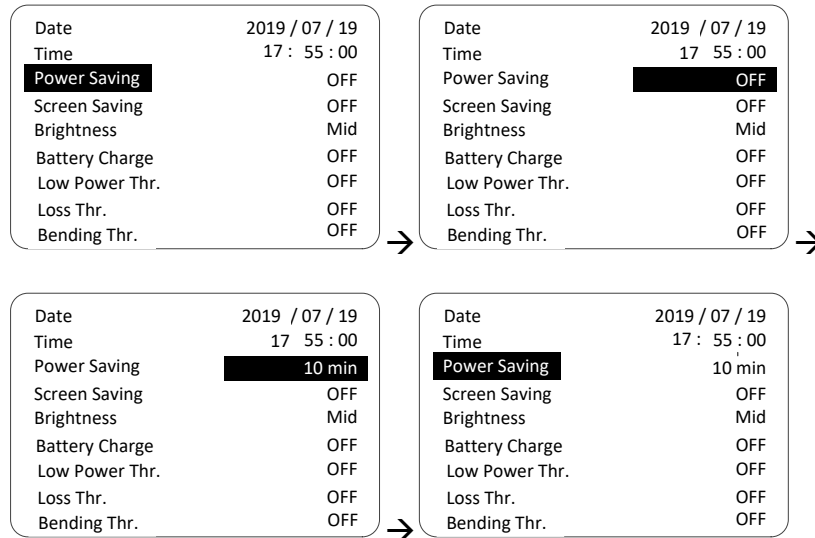 Date 2019 / 07 / 19
Time 17 : 55 : 00
Power Saving OFF
Screen Saving OFF
Brightness Mid
Battery Charge OFF
Low Power Thr. OFF
Loss Thr. OFF
Bending Thr. OFF
→
Date 2019 / 07 / 19
Time 17 55 : 00
Power Saving OFF
Screen Saving OFF
Brightness Mid
Battery Charge OFF
Low Power Thr. OFF
Loss Thr. OFF
Bending Thr. OFF
→
Date 2019 / 07 / 19
Time 17 55 : 00
Power Saving 10 min
Screen Saving OFF
Brightness Mid
Battery Charge OFF
Low Power Thr. OFF
Loss Thr. OFF
Bending Thr. OFF
→
Date 2019 / 07 / 19
Time 17 : 55 : 00
Power Saving 10 min
Screen Saving OFF
Brightness Mid
Battery Charge OFF
Low Power Thr. OFF
Loss Thr. OFF
Bending Thr. OFF